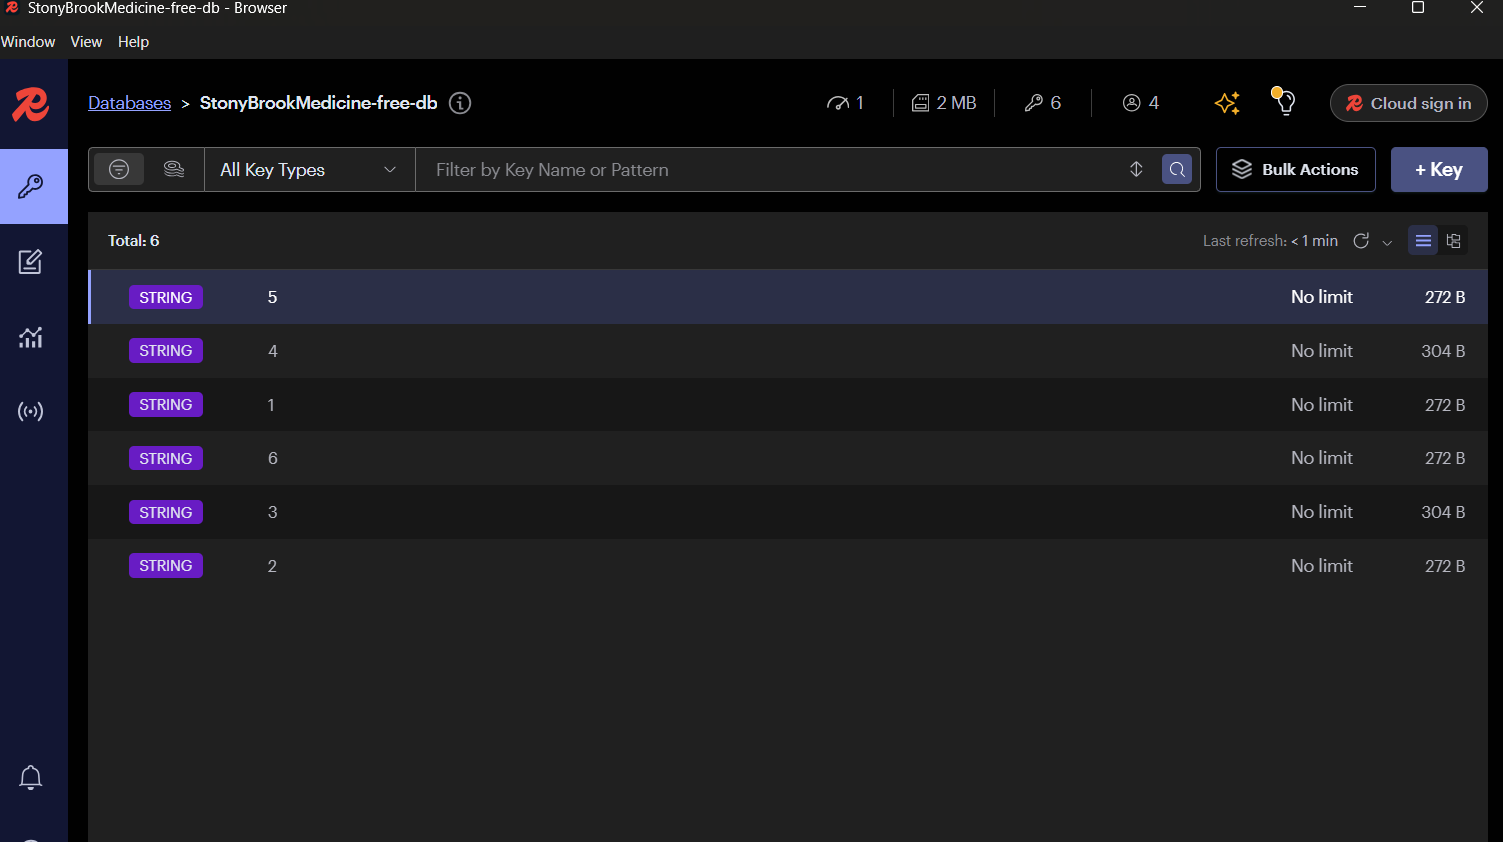 StonyBrookMedicine-free-db - Browser
Window View Help
Databases > StonyBrookMedicine-free-db 1 2 MB 6 4 Cloud sign in
All Key Types Filter by Key Name or Pattern Bulk Actions + Key
Total: 6 Last refresh: < 1 min
STRING 5 No limit 272 B
STRING 4 No limit 304 B
STRING 1 No limit 272 B
STRING 6 No limit 272 B
STRING 3 No limit 304 B
STRING 2 No limit 272 B